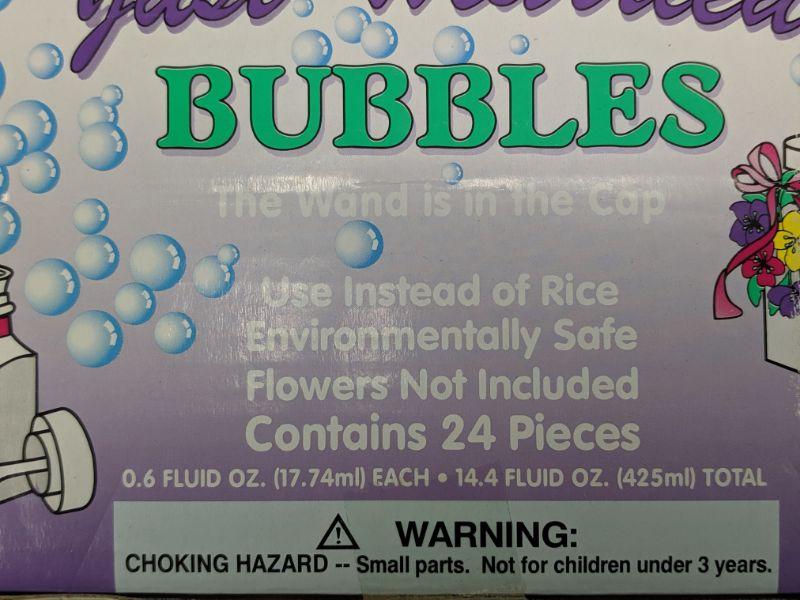 Just Married
BUBBLES
The Wand is in the Cap
Use Instead of Rice
Environmentally Safe
Flowers Not Included
Contains 24 Pieces
0.6 FLUID OZ. (17.74ml) EACH • 14.4 FLUID OZ. (425ml) TOTAL
WARNING:
CHOKING HAZARD -- Small parts. Not for children under 3 years.